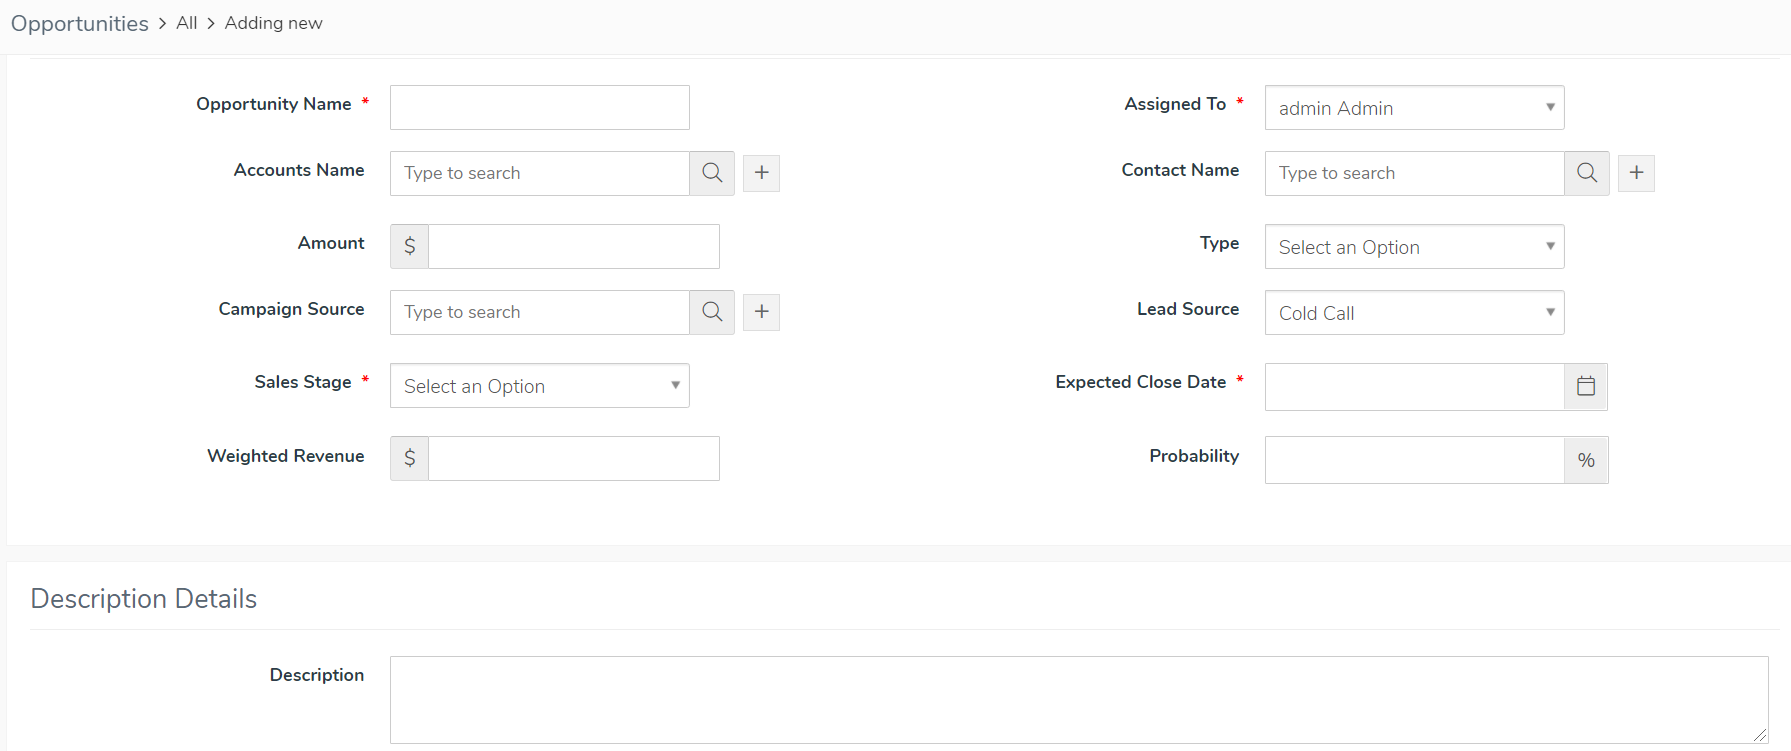 Opportunities > All > Adding new
Opportunity Name * Assigned To * admin Admin
Accounts Name Type to search + Contact Name Type to search +
Amount $ Type Select an Option
Campaign Source Type to search + Lead Source Cold Call
Sales Stage * Select an Option Expected Close Date *
Weighted Revenue $ Probability %
Description Details
Description